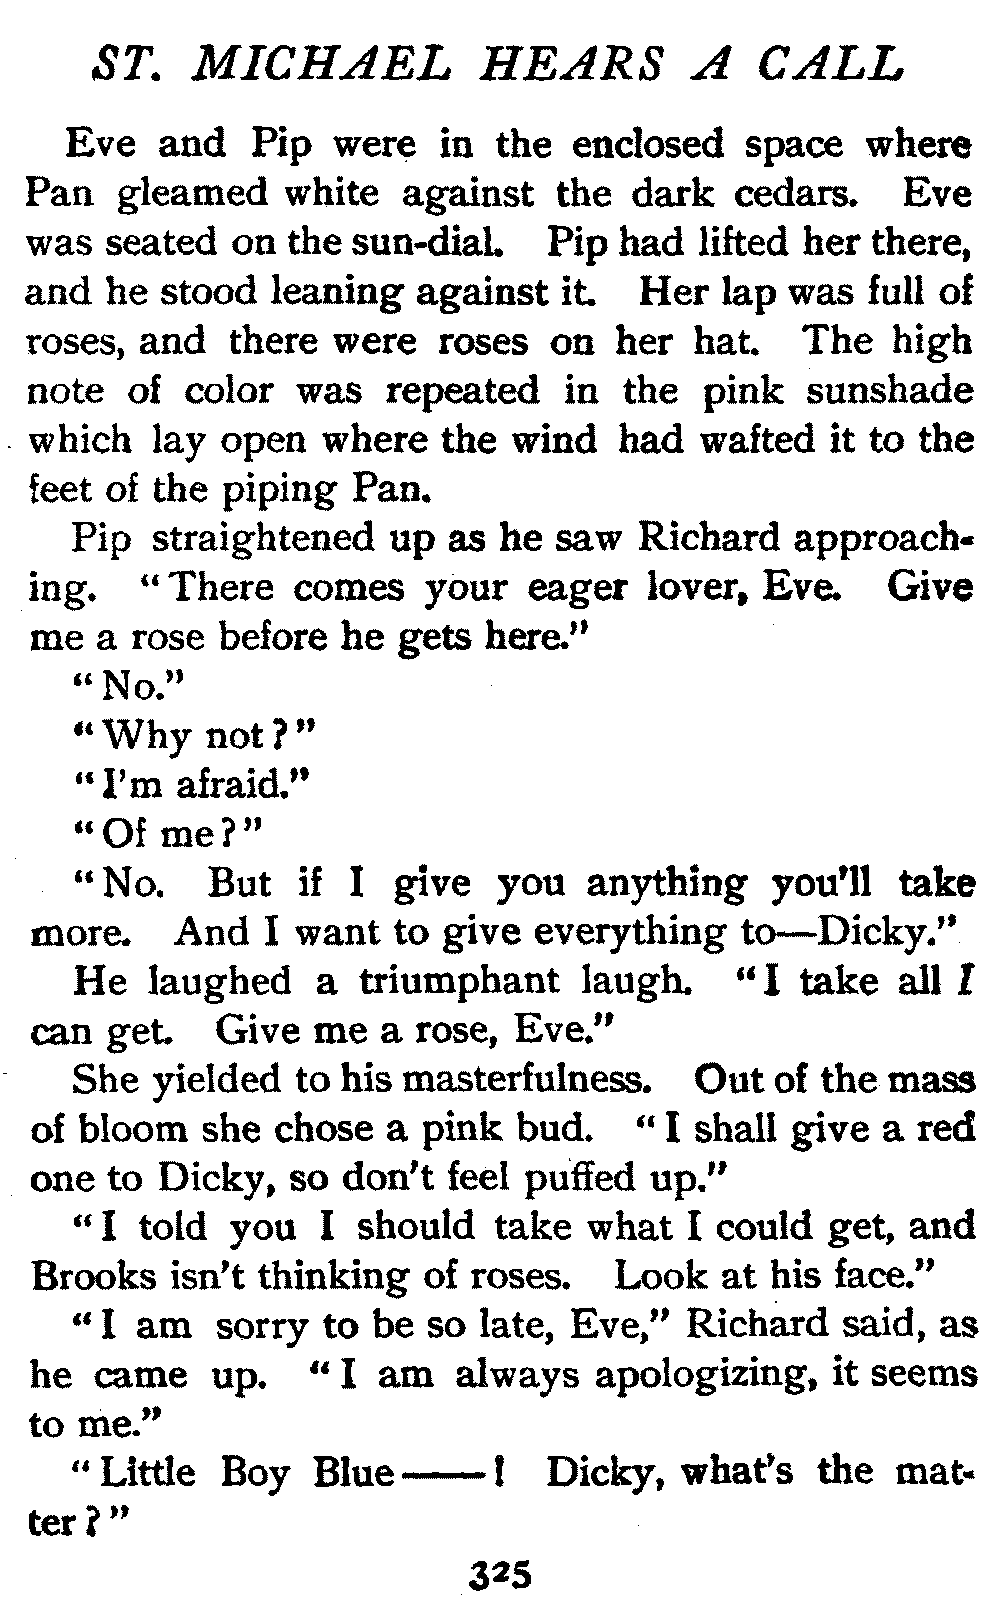 ST. MICHAEL HEARS A CALL
Eve and Pip were in the enclosed space where
Pan gleamed white against the dark cedars. Eve
was seated on the sun-dial. Pip had lifted her there,
and he stood leaning against it. Her lap was full of
roses, and there were roses on her hat. The high
note of color was repeated in the pink sunshade
which lay open where the wind had wafted it to the
feet of the piping Pan.
Pip straightened up as he saw Richard approach-
ing. "There comes your eager lover, Eve. Give
me a rose before he gets here."
"No."
"Why not?"
"I'm afraid."
"Of me?"
"No. But if I give you anything you'll take
more. And I want to give everything to—Dicky."
He laughed a triumphant laugh. "I take all I
can get. Give me a rose, Eve."
She yielded to his masterfulness. Out of the mass
of bloom she chose a pink bud. "I shall give a red
one to Dicky, so don't feel puffed up."
"I told you I should take what I could get, and
Brooks isn't thinking of roses. Look at his face."
"I am sorry to be so late, Eve," Richard said, as
he came up. "I am always apologizing, it seems
to me."
"Little Boy Blue——! Dicky, what's the mat-
ter?"
325